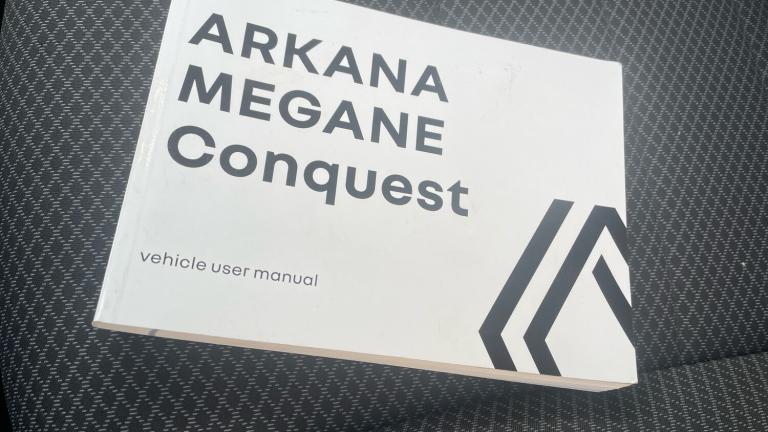 ARKANA
MEGANE
Conquest
vehicle user manual